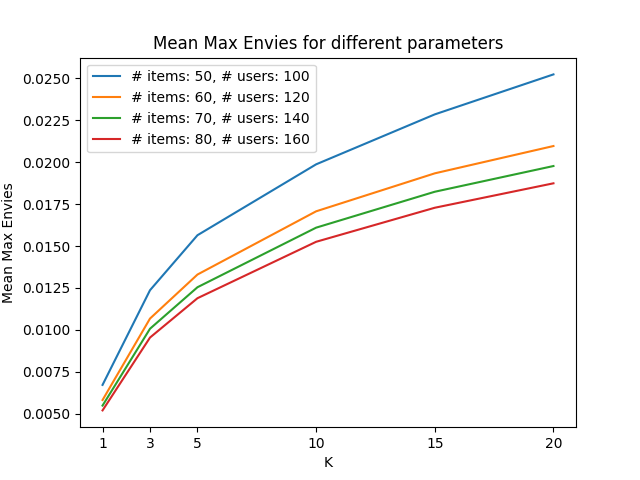 Mean Max Envies for different parameters
# items: 50, # users: 100
# items: 60, # users: 120
# items: 70, # users: 140
# items: 80, # users: 160
Mean Max Envies
0.0250
0.0225
0.0200
0.0175
0.0150
0.0125
0.0100
0.0075
0.0050
1 3 5 10 15 20
K